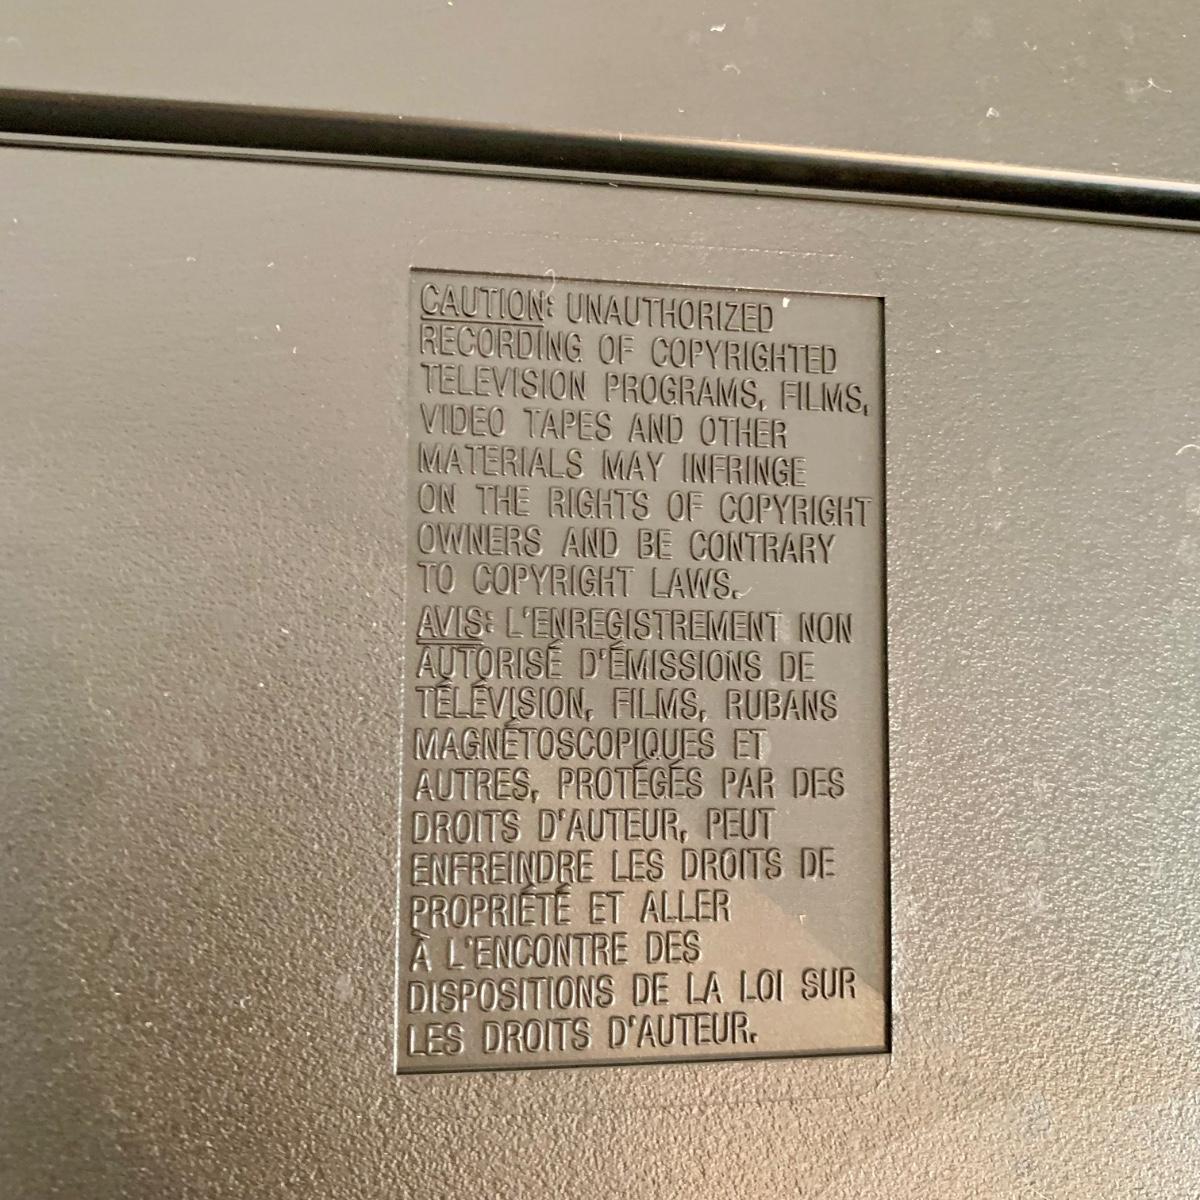 CAUTION: UNAUTHORIZED
RECORDING OF COPYRIGHTED
TELEVISION PROGRAMS, FILMS,
VIDEO TAPES AND OTHER
MATERIALS MAY INFRINGE
ON THE RIGHTS OF COPYRIGHT
OWNERS AND BE CONTRARY
TO COPYRIGHT LAWS.
AVIS: L'ENREGISTREMENT NON
AUTORISÉ D'ÉMISSIONS DE
TÉLÉVISION, FILMS, RUBANS
MAGNÉTOSCOPIQUES ET
AUTRES, PROTÉGÉS PAR DES
DROITS D'AUTEUR, PEUT
ENFREINDRE LES DROITS DE
PROPRIÉTÉ ET ALLER
À L'ENCONTRE DES
DISPOSITIONS DE LA LOI SUR
LES DROITS D'AUTEUR.